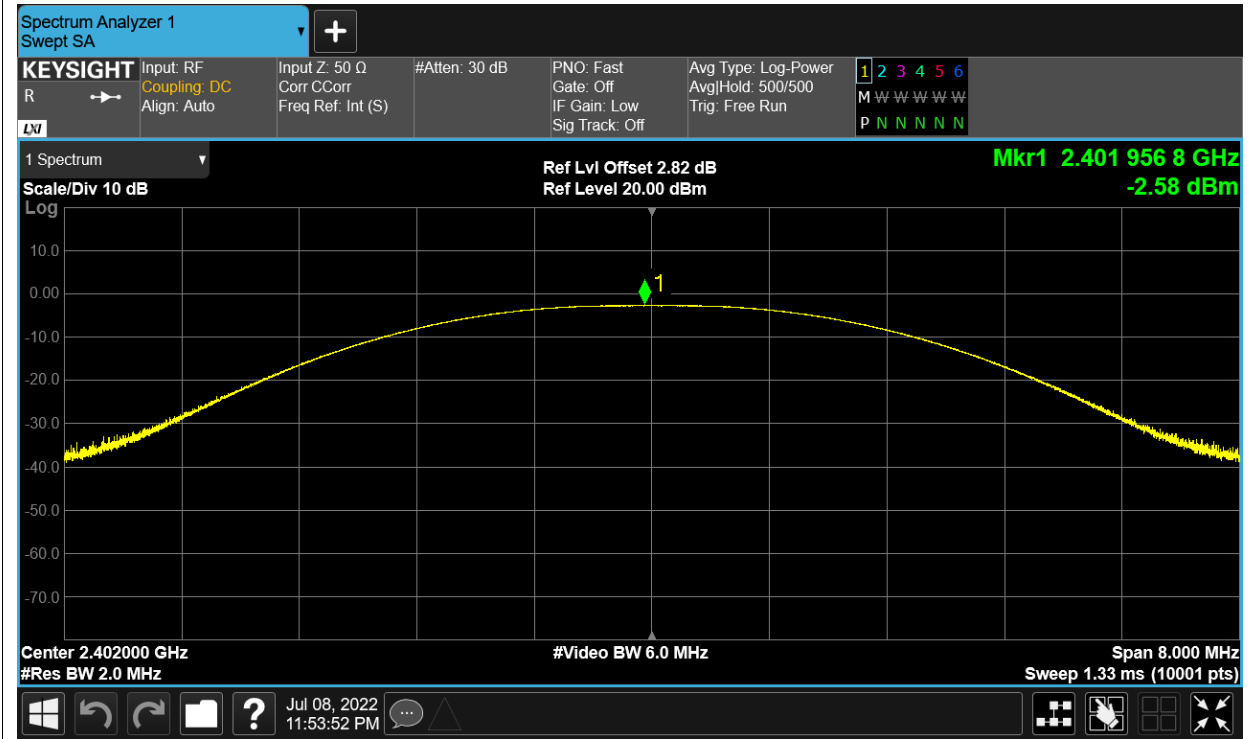 Spectrum Analyzer 1
Swept SA
KEYSIGHT
R
LXI
Input: RF
Coupling: DC
Align: Auto
Input Z: 50 Ω
Corr CCorr
Freq Ref: Int (S)
#Atten: 30 dB
PNO: Fast
Gate: Off
IF Gain: Low
Sig Track: Off
Avg Type: Log-Power
Avg|Hold: 500/500
Trig: Free Run
1 2 3 4 5 6
M W W W W W
P N N N N N
1 Spectrum
Scale/Div 10 dB
Log
Ref Lvl Offset 2.82 dB
Ref Level 20.00 dBm
Mkr1 2.401 956 8 GHz
-2.58 dBm
1
10.0
0.00
-10.0
-20.0
-30.0
-40.0
-50.0
-60.0
-70.0
Center 2.402000 GHz
#Res BW 2.0 MHz
#Video BW 6.0 MHz
Span 8.000 MHz
Sweep 1.33 ms (10001 pts)
?
Jul 08, 2022
11:53:52 PM